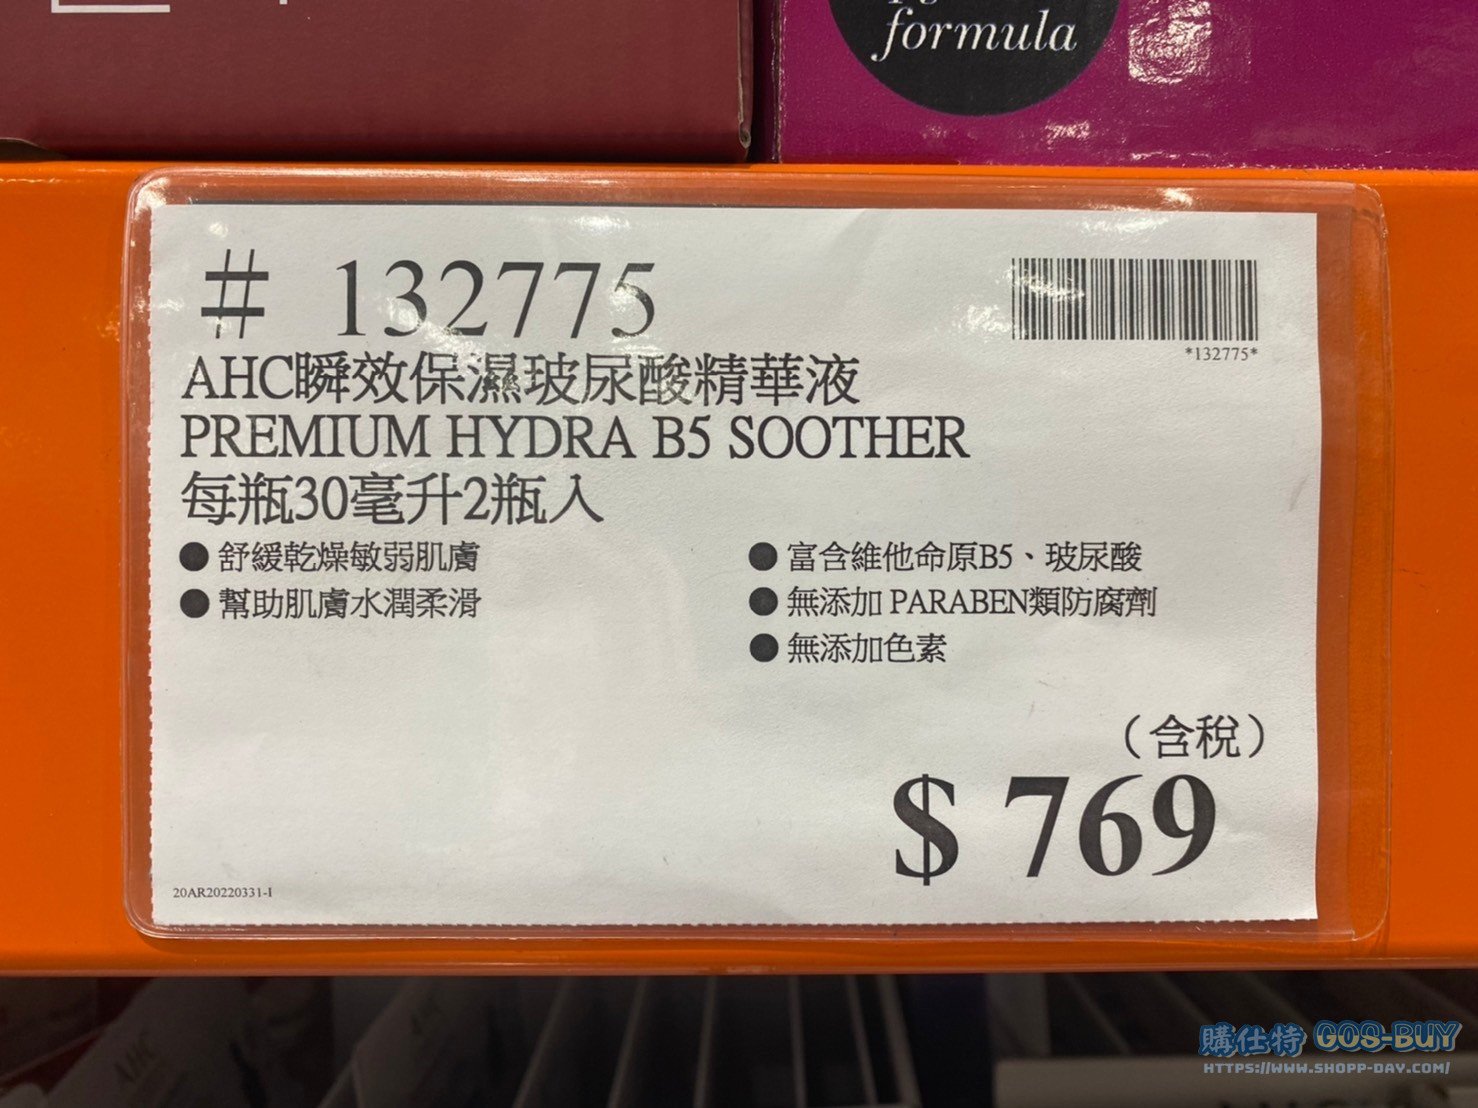 formula
# 132775
*132775*
AHC瞬效保濕玻尿酸精華液
PREMIUM HYDRA B5 SOOTHER
每瓶30毫升2瓶入
● 舒緩乾燥敏弱肌膚
● 幫助肌膚水潤柔滑
● 富含維他命原B5、玻尿酸
● 無添加 PARABEN類防腐劑
● 無添加色素
（含稅）
$ 769
20AR20220331-I
購仕特 GOS-BUY
HTTPS://WWW.SHOPP-DAY.COM/